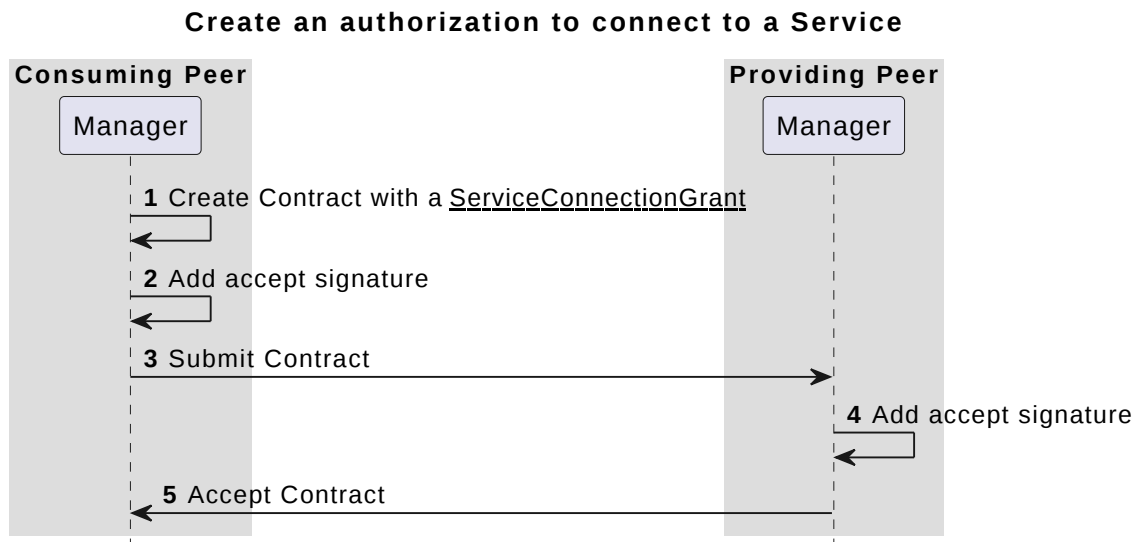 Create an authorization to connect to a Service
Consuming Peer
Providing Peer
Manager
Manager
1 Create Contract with a ServiceConnectionGrant
2 Add accept signature
3 Submit Contract
4 Add accept signature
5 Accept Contract